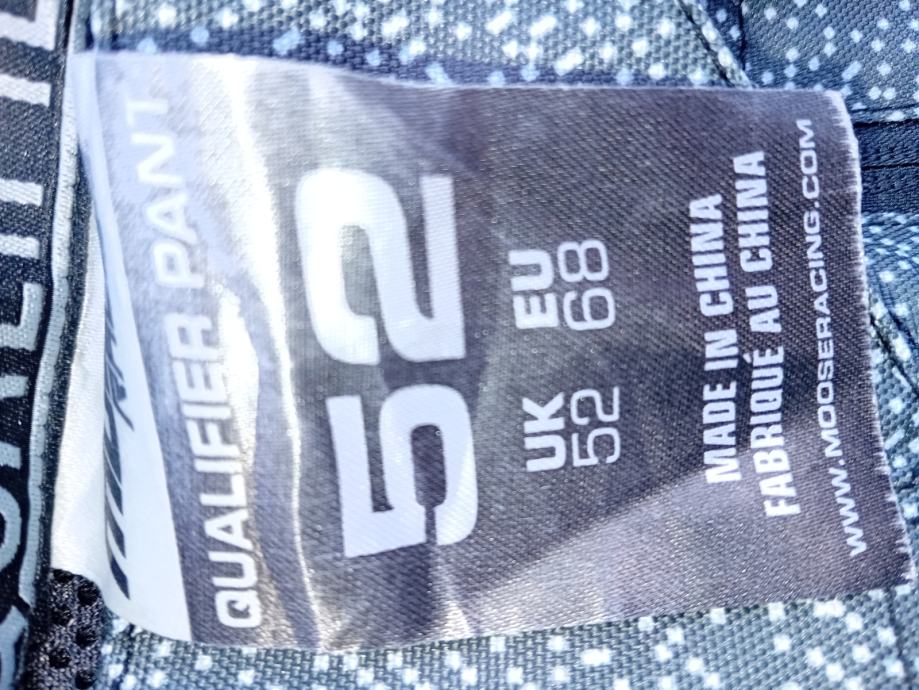 QUALIFIER PANT
52
UK EU
52 68
MADE IN CHINA
FABRIQUÉ AU CHINA
WWW.MOOSERACING.COM